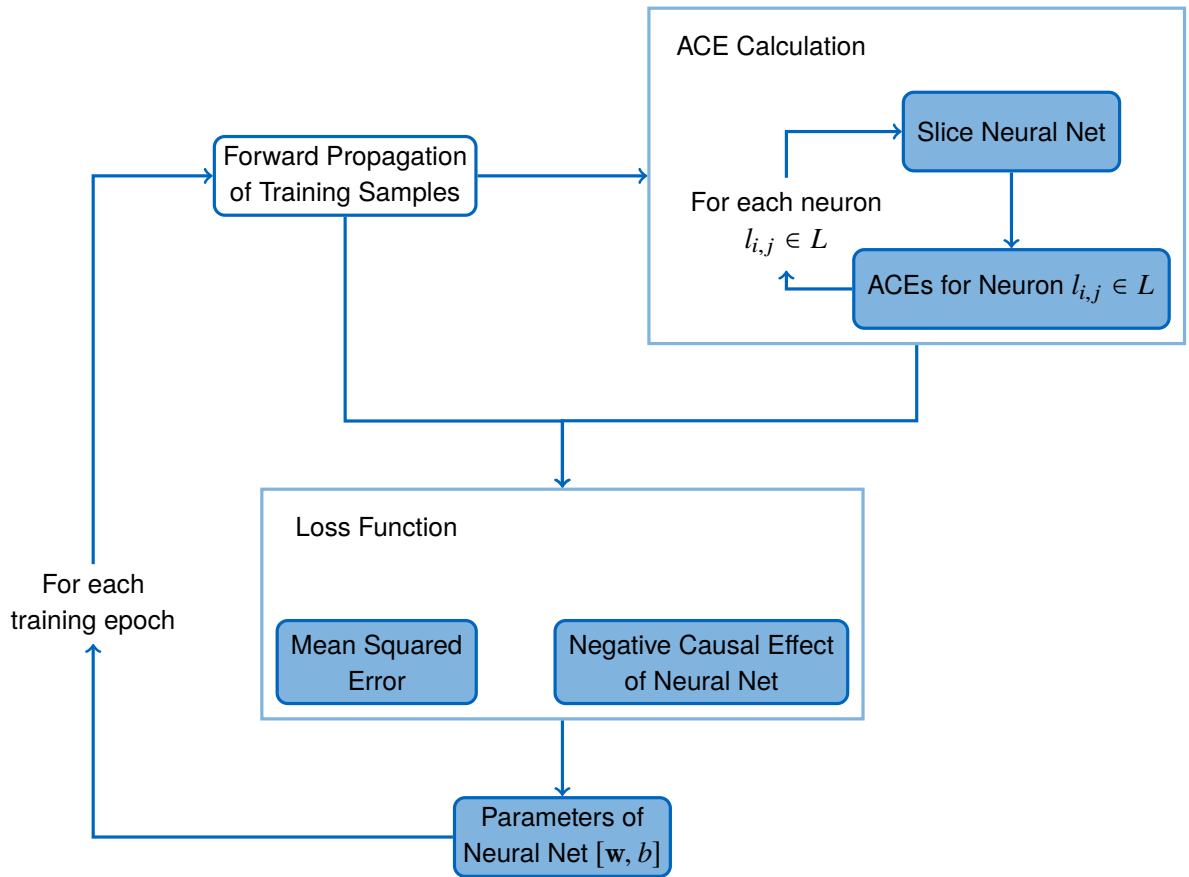 ACE Calculation
Slice Neural Net
Forward Propagation
of Training Samples
For each neuron
l_{i,j} ∈ L
ACEs for Neuron l_{i,j} ∈ L
Loss Function
For each
training epoch
Mean Squared
Error
Negative Causal Effect
of Neural Net
Parameters of
Neural Net [w, b]